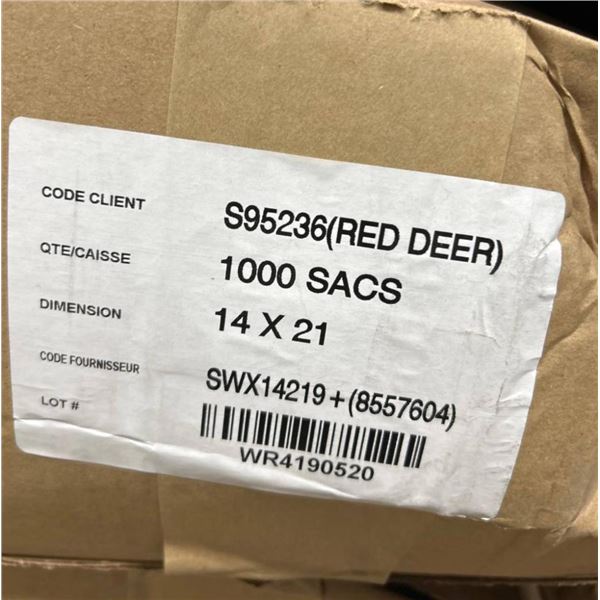 CODE CLIENT S95236(RED DEER)
QTE/CAISSE 1000 SACS
DIMENSION 14 X 21
CODE FOURNISSEUR SWX14219+(8557604)
LOT #
WR4190520